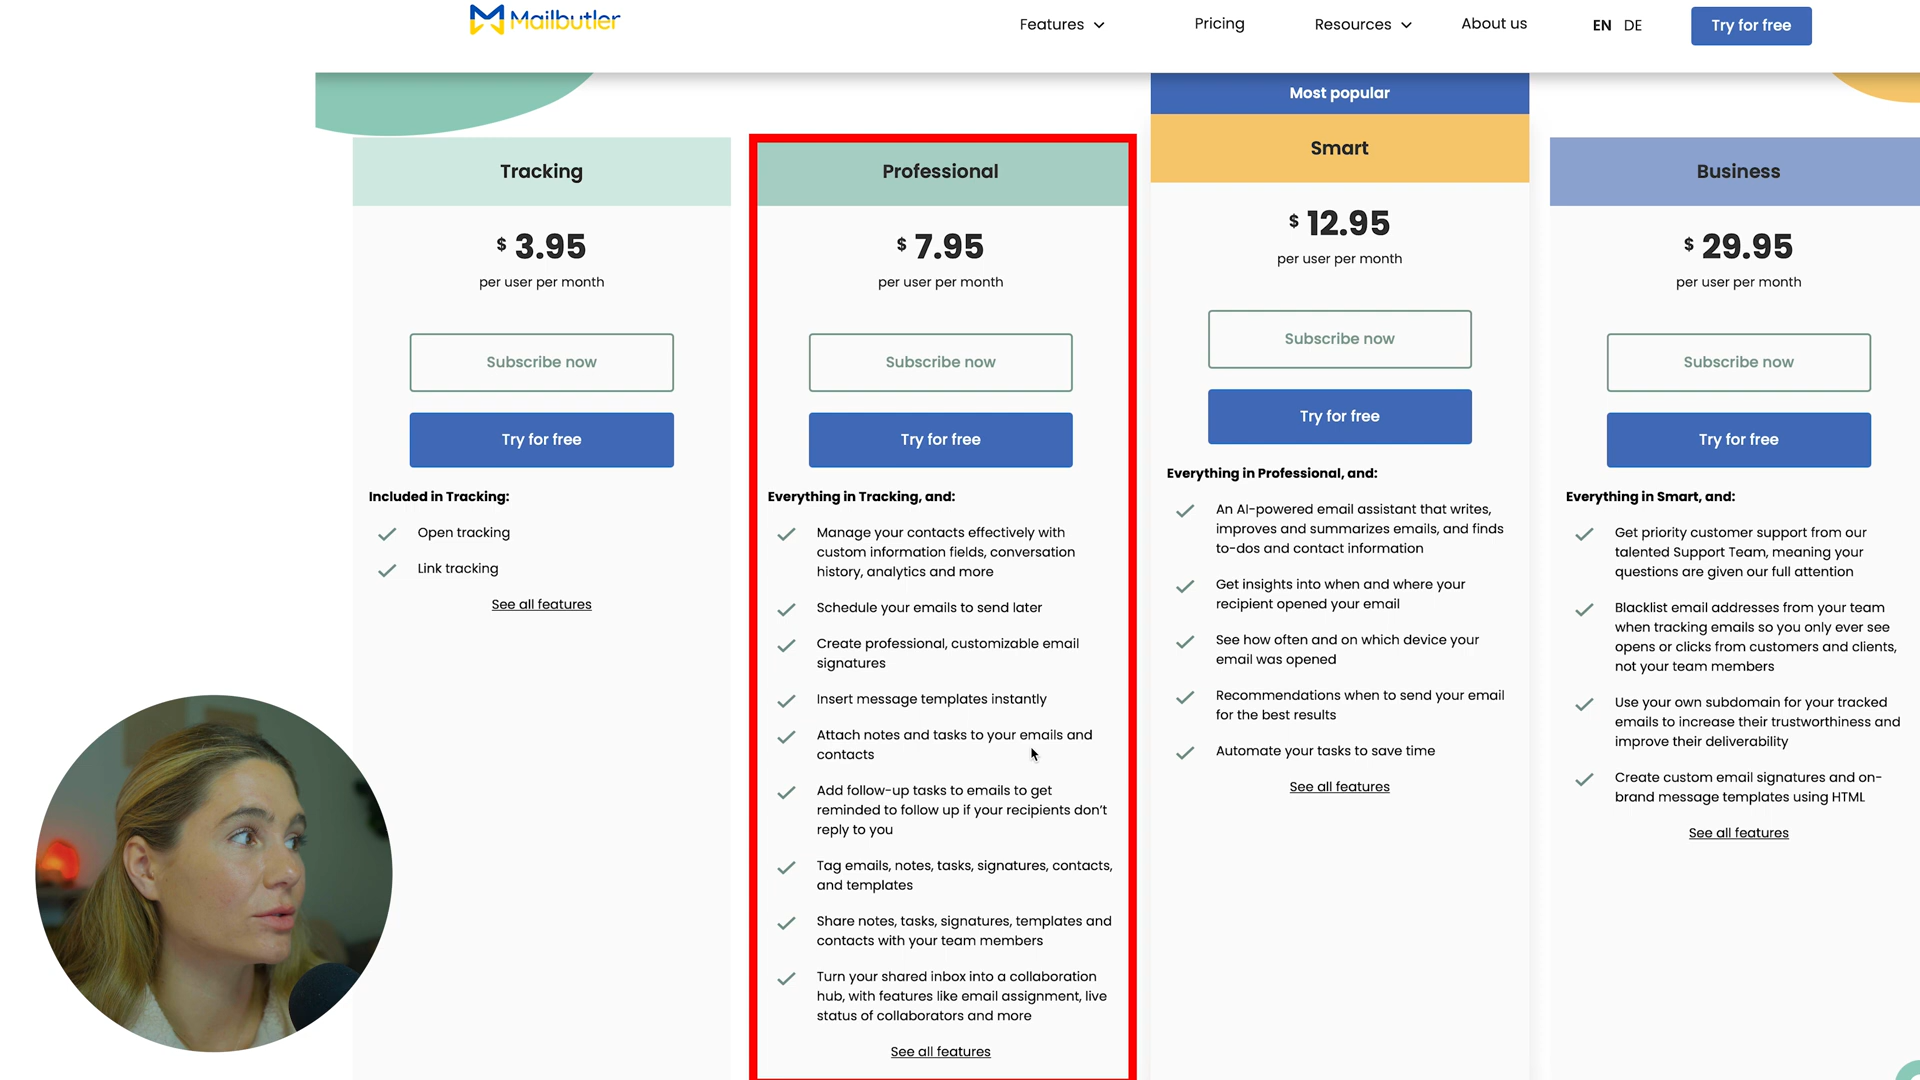 Mailbutler
Features
Pricing
Resources
About us
EN DE
Try for free
Tracking
$ 3.95
per user per month
Subscribe now
Try for free
Included in Tracking:
Open tracking
Link tracking
See all features
Professional
$ 7.95
per user per month
Subscribe now
Try for free
Everything in Tracking, and:
Manage your contacts effectively with
custom information fields, conversation
history, analytics and more
Schedule your emails to send later
Create professional, customizable email
signatures
Insert message templates instantly
Attach notes and tasks to your emails and
contacts
Add follow-up tasks to emails to get
reminded to follow up if your recipients don't
reply to you
Tag emails, notes, tasks, signatures, contacts,
and templates
Share notes, tasks, signatures, templates and
contacts with your team members
Turn your shared inbox into a collaboration
hub, with features like email assignment, live
status of collaborators and more
See all features
Most popular
Smart
$ 12.95
per user per month
Subscribe now
Try for free
Everything in Professional, and:
An AI-powered email assistant that writes,
improves and summarizes emails, and finds
to-dos and contact information
Get insights into when and where your
recipient opened your email
See how often and on which device your
email was opened
Recommendations when to send your email
for the best results
Automate your tasks to save time
See all features
Business
$ 29.95
per user per month
Subscribe now
Try for free
Everything in Smart, and:
Get priority customer support from our
talented Support Team, meaning your
questions are given our full attention
Blacklist email addresses from your team
when tracking emails so you only ever see
opens or clicks from customers and clients,
not your team members
Use your own subdomain for your tracked
emails to increase their trustworthiness and
improve their deliverability
Create custom email signatures and on-
brand message templates using HTML
See all features